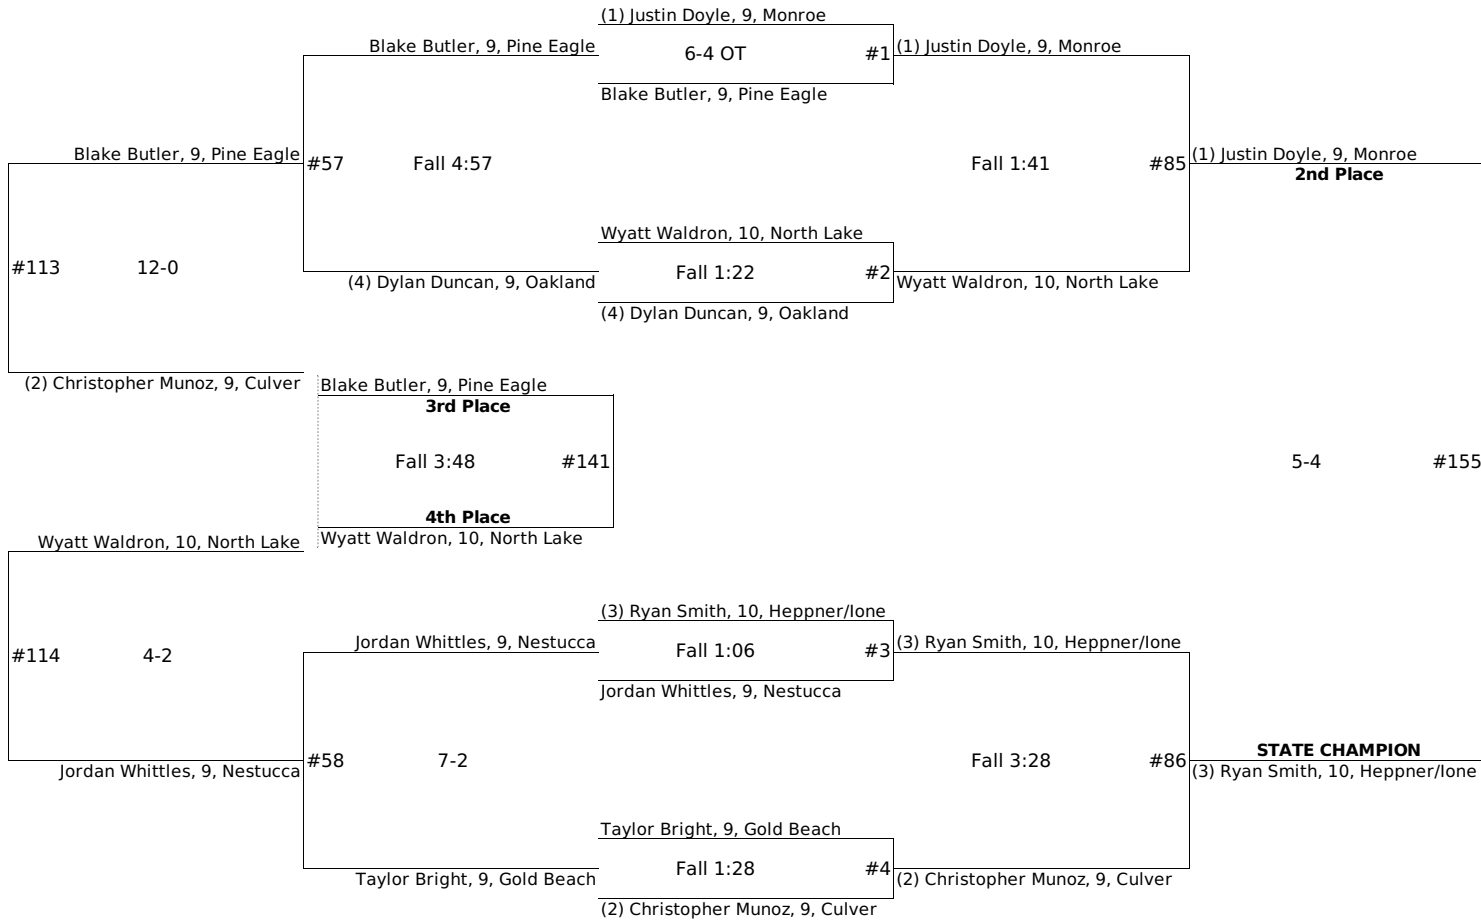 (1) Justin Doyle, 9, Monroe
Blake Butler, 9, Pine Eagle
6-4 OT
#1
(1) Justin Doyle, 9, Monroe
Blake Butler, 9, Pine Eagle
Blake Butler, 9, Pine Eagle
#57
Fall 4:57
Fall 1:41
#85
(1) Justin Doyle, 9, Monroe
2nd Place
Wyatt Waldron, 10, North Lake
#113
12-0
(4) Dylan Duncan, 9, Oakland
Fall 1:22
#2
Wyatt Waldron, 10, North Lake
(4) Dylan Duncan, 9, Oakland
(2) Christopher Munoz, 9, Culver
Blake Butler, 9, Pine Eagle
3rd Place
Fall 3:48
#141
5-4
#155
4th Place
Wyatt Waldron, 10, North Lake
Wyatt Waldron, 10, North Lake
(3) Ryan Smith, 10, Heppner/Ione
Jordan Whittles, 9, Nestucca
#114
4-2
Fall 1:06
#3
(3) Ryan Smith, 10, Heppner/Ione
Jordan Whittles, 9, Nestucca
Jordan Whittles, 9, Nestucca
#58
7-2
Fall 3:28
#86
STATE CHAMPION
(3) Ryan Smith, 10, Heppner/Ione
Taylor Bright, 9, Gold Beach
Taylor Bright, 9, Gold Beach
Fall 1:28
#4
(2) Christopher Munoz, 9, Culver
(2) Christopher Munoz, 9, Culver